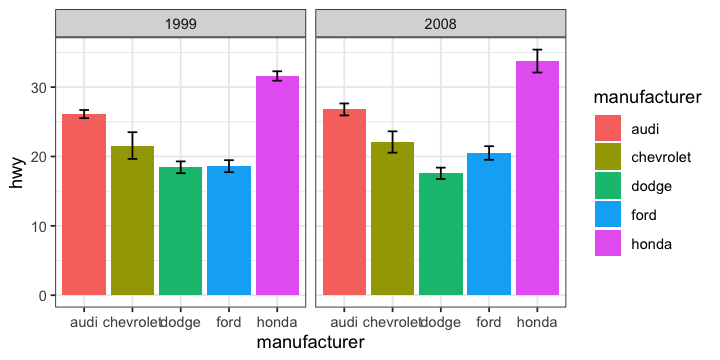 1999 2008
30
20
10
0
hwy
audi chevrolet dodge ford honda audi chevrolet dodge ford honda
manufacturer
manufacturer
audi
chevrolet
dodge
ford
honda